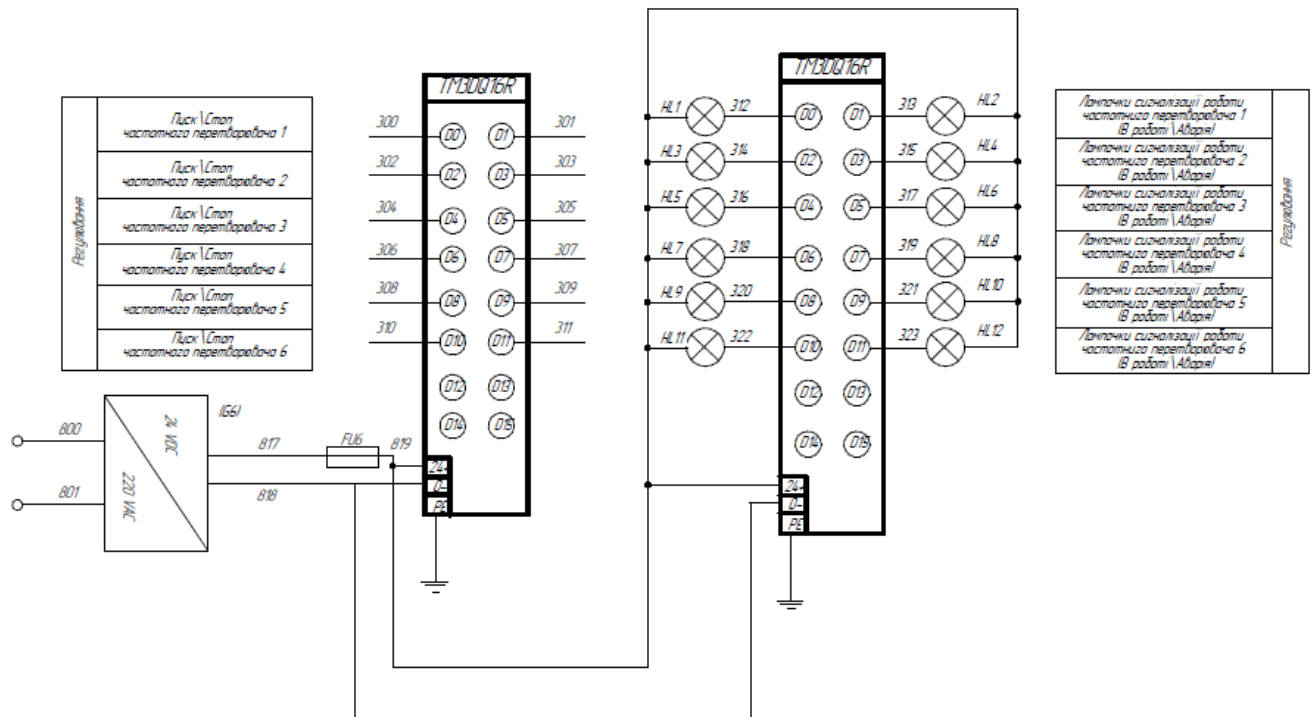 Регулювання
Пуск\Стоп
частотного перетворювача 1
Пуск\Стоп
частотного перетворювача 2
Пуск\Стоп
частотного перетворювача 3
Пуск\Стоп
частотного перетворювача 4
Пуск\Стоп
частотного перетворювача 5
Пуск\Стоп
частотного перетворювача 6
TM3DQ16R
300 D0 D1 301
302 D2 D3 303
304 D4 D5 305
306 D6 D7 307
308 D8 D9 309
310 D10 D11 311
D12 D13
D14 D15
24+
0-
PE
800
801
24 VDC
220 VAC
(G6)
817
FU6
819
818
TM3DQ16R
HL1 312 D0 D1 313 HL2
HL3 314 D2 D3 315 HL4
HL5 316 D4 D5 317 HL6
HL7 318 D6 D7 319 HL8
HL9 320 D8 D9 321 HL10
HL11 322 D10 D11 323 HL12
D12 D13
D14 D15
24+
0-
PE
Лампочки сигналізації роботи
частотного перетворювача 1
(В роботі\Аварія)
Лампочки сигналізації роботи
частотного перетворювача 2
(В роботі\Аварія)
Лампочки сигналізації роботи
частотного перетворювача 3
(В роботі\Аварія)
Лампочки сигналізації роботи
частотного перетворювача 4
(В роботі\Аварія)
Лампочки сигналізації роботи
частотного перетворювача 5
(В роботі\Аварія)
Лампочки сигналізації роботи
частотного перетворювача 6
(В роботі\Аварія)
Регулювання